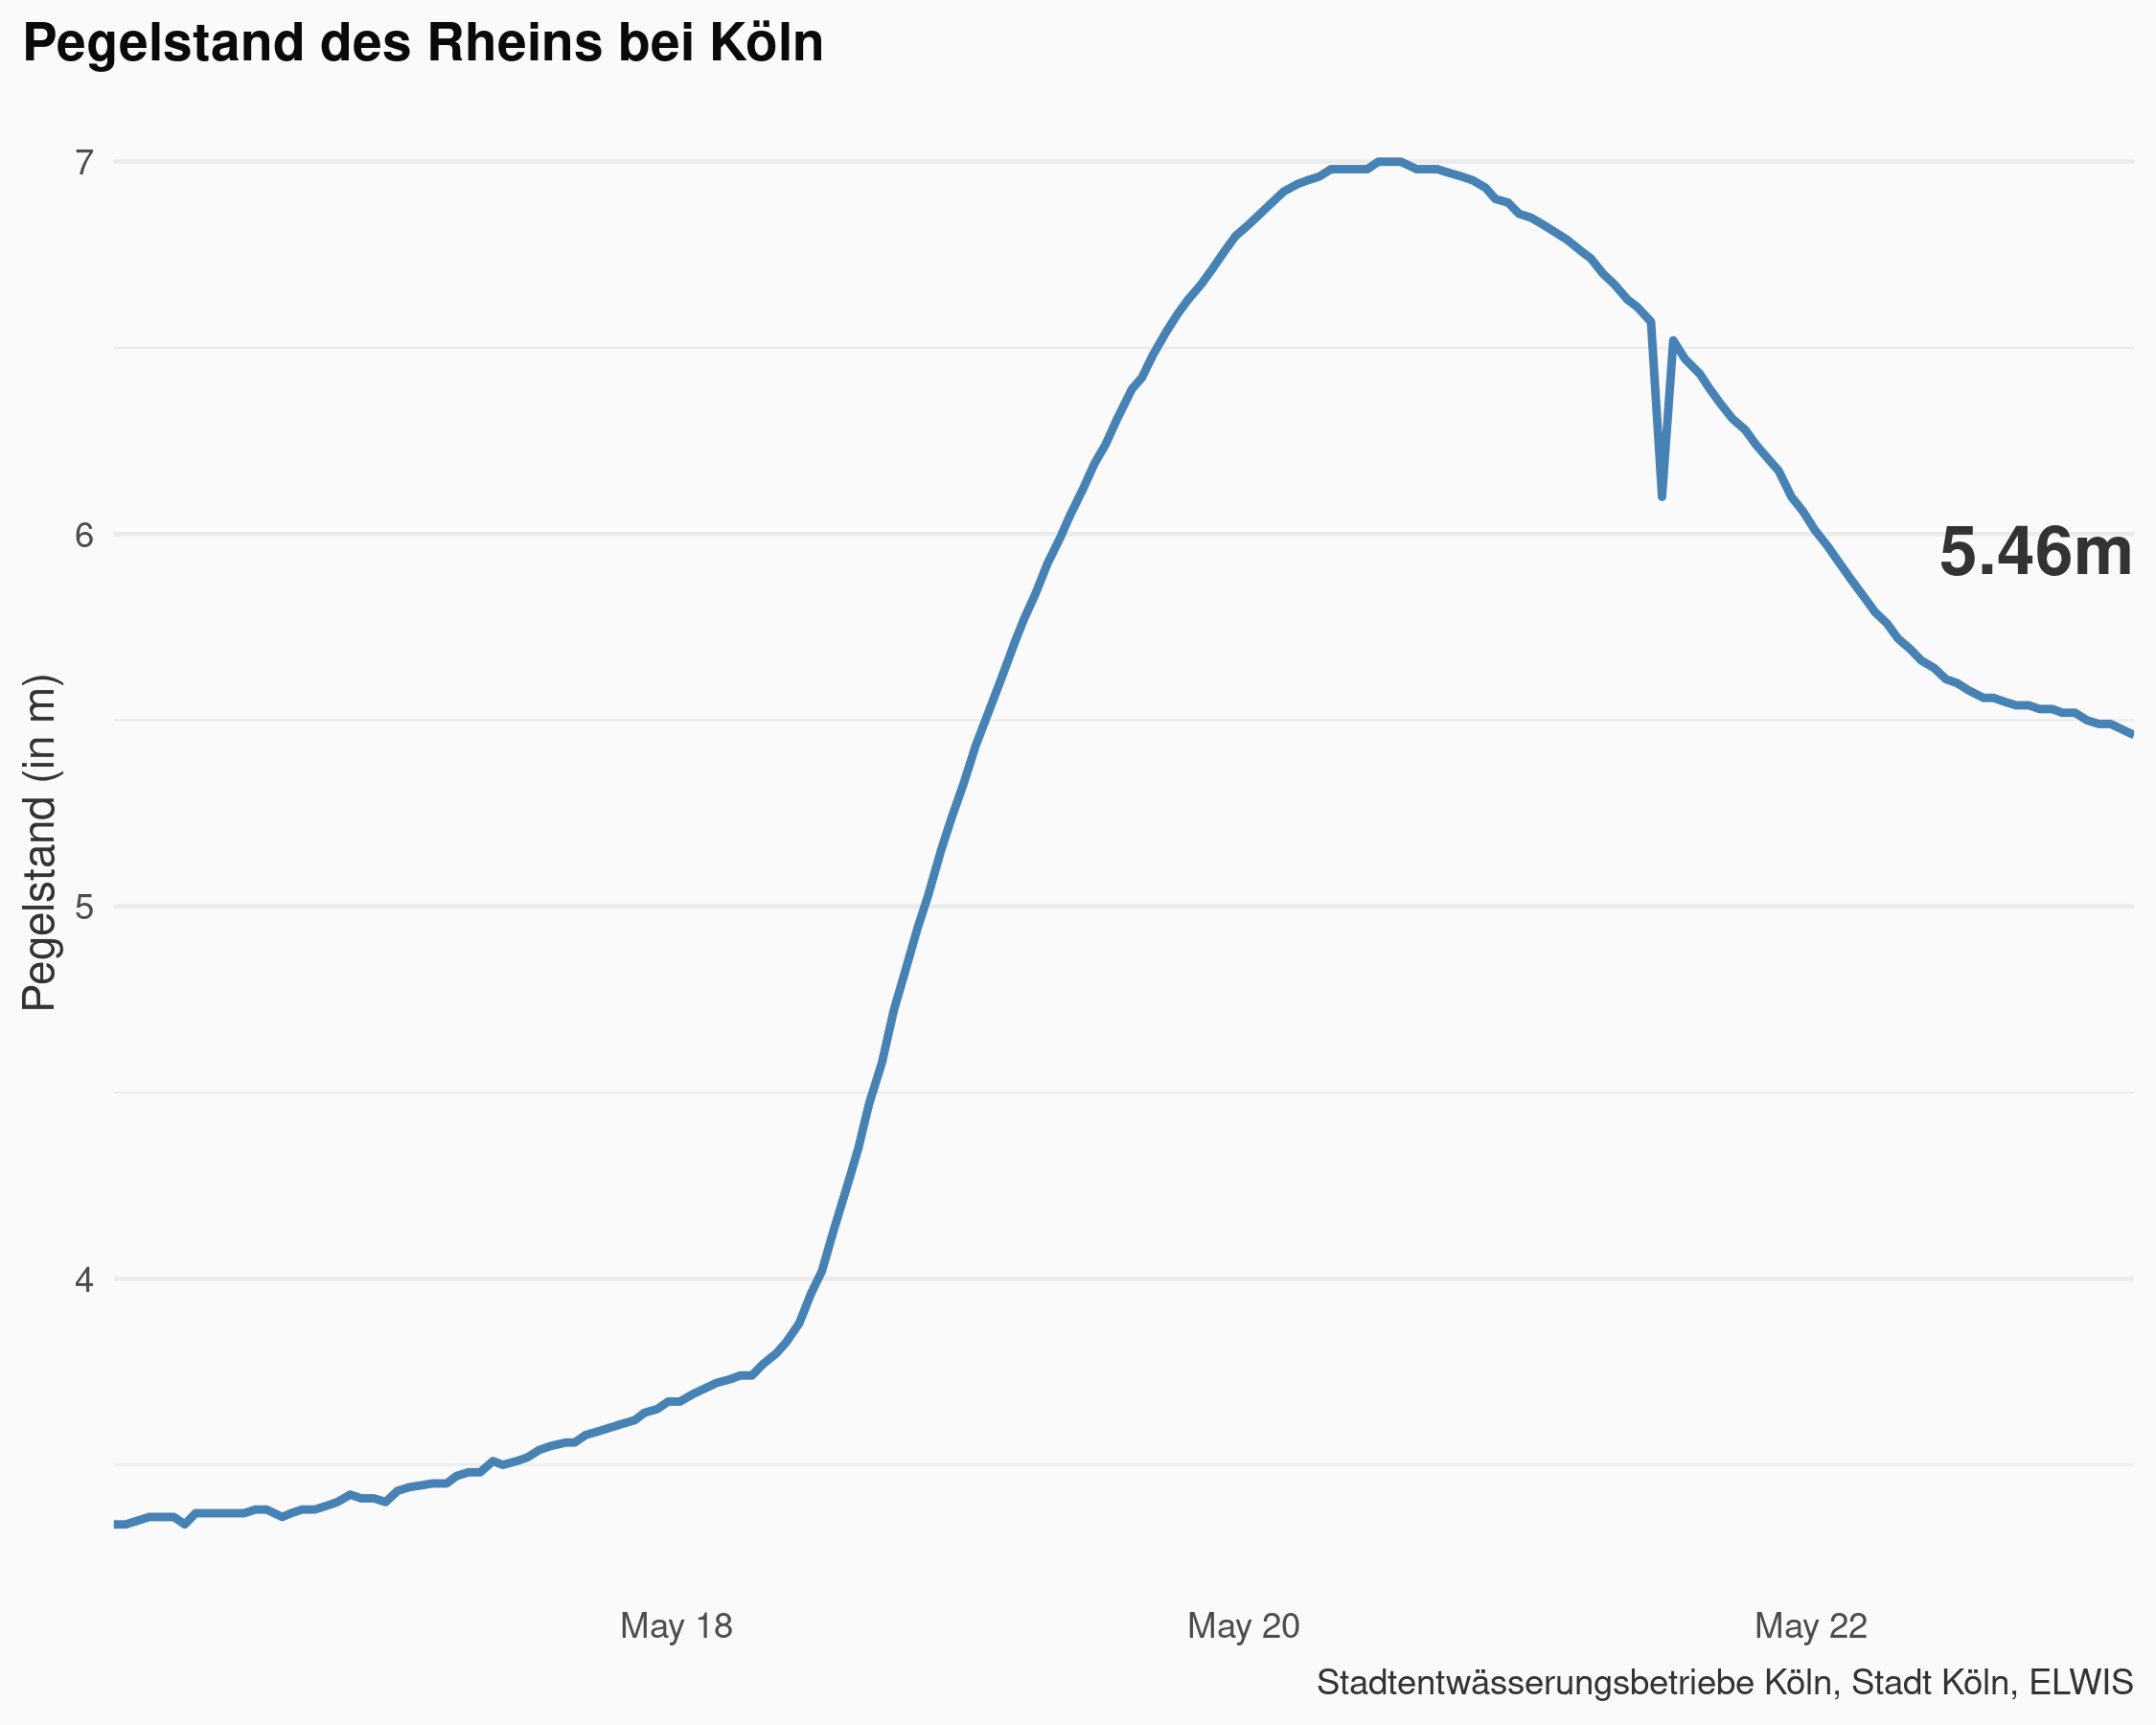 Pegelstand des Rheins bei Köln
7
6
5.46m
5
4
Pegelstand (in m)
May 18
May 20
May 22
Stadtentwässerungsbetriebe Köln, Stadt Köln, ELWIS